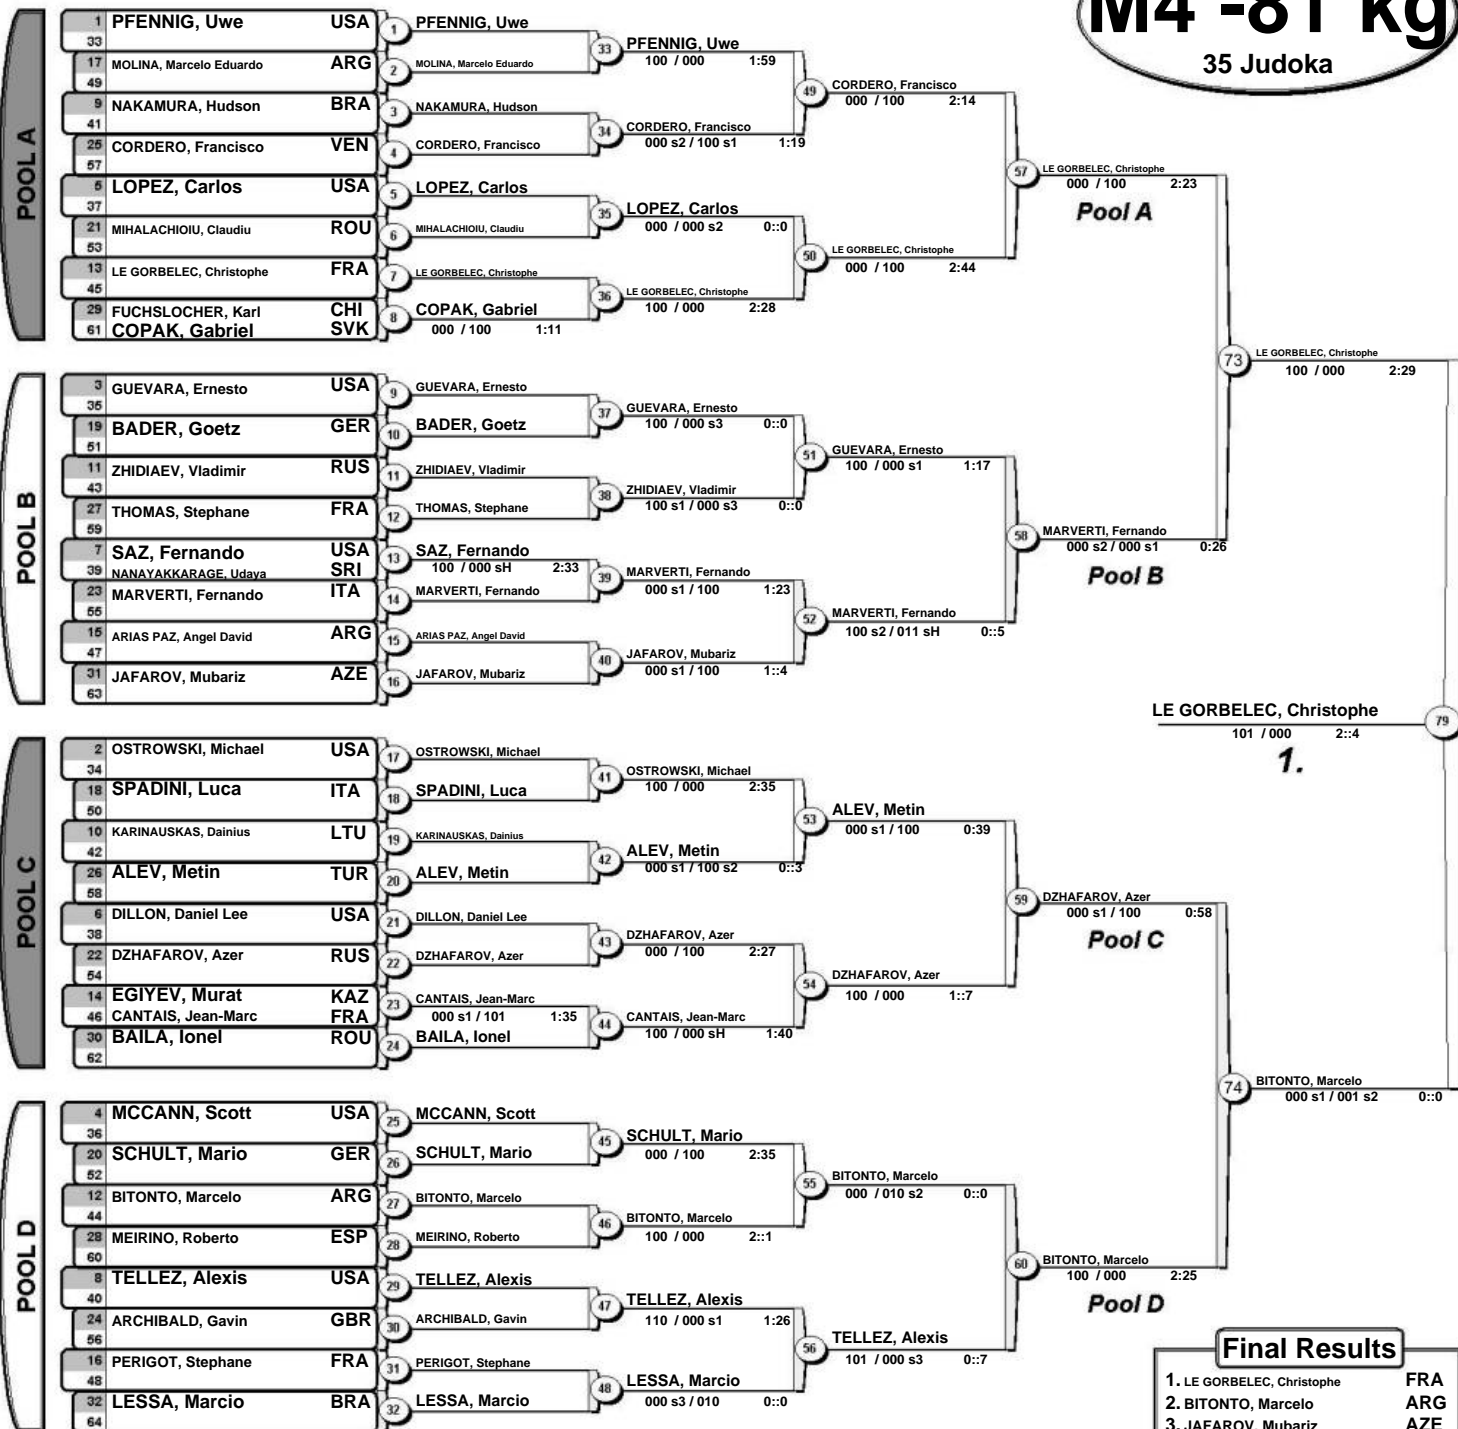 M4 -81 kg
35 Judoka
POOL A
1 PFENNIG, Uwe USA
33
17 MOLINA, Marcelo Eduardo ARG
49
9 NAKAMURA, Hudson BRA
41
25 CORDERO, Francisco VEN
57
5 LOPEZ, Carlos USA
37
21 MIHALACHIOIU, Claudiu ROU
53
13 LE GORBELEC, Christophe FRA
45
29 FUCHSLOCHER, Karl CHI
61 COPAK, Gabriel SVK
1 PFENNIG, Uwe
2 MOLINA, Marcelo Eduardo
3 NAKAMURA, Hudson
4 CORDERO, Francisco
5 LOPEZ, Carlos
6 MIHALACHIOIU, Claudiu
7 LE GORBELEC, Christophe
8 COPAK, Gabriel
000 / 100 1:11
33 PFENNIG, Uwe
100 / 000 1:59
34 CORDERO, Francisco
000 s2 / 100 s1 1:19
35 LOPEZ, Carlos
000 / 000 s2 0::0
36 LE GORBELEC, Christophe
100 / 000 2:28
49 CORDERO, Francisco
000 / 100 2:14
50 LE GORBELEC, Christophe
000 / 100 2:44
57 LE GORBELEC, Christophe
000 / 100 2:23
Pool A
POOL B
3 GUEVARA, Ernesto USA
35
19 BADER, Goetz GER
51
11 ZHIDIAEV, Vladimir RUS
43
27 THOMAS, Stephane FRA
59
7 SAZ, Fernando USA
39 NANAYAKKARAGE, Udaya SRI
23 MARVERTI, Fernando ITA
55
15 ARIAS PAZ, Angel David ARG
47
31 JAFAROV, Mubariz AZE
63
9 GUEVARA, Ernesto
10 BADER, Goetz
11 ZHIDIAEV, Vladimir
12 THOMAS, Stephane
13 SAZ, Fernando
100 / 000 sH 2:33
14 MARVERTI, Fernando
15 ARIAS PAZ, Angel David
16 JAFAROV, Mubariz
37 GUEVARA, Ernesto
100 / 000 s3 0::0
38 ZHIDIAEV, Vladimir
100 s1 / 000 s3 0::0
39 MARVERTI, Fernando
000 s1 / 100 1:23
40 JAFAROV, Mubariz
000 s1 / 100 1::4
51 GUEVARA, Ernesto
100 / 000 s1 1:17
52 MARVERTI, Fernando
100 s2 / 011 sH 0::5
58 MARVERTI, Fernando
000 s2 / 000 s1 0:26
Pool B
73 LE GORBELEC, Christophe
100 / 000 2:29
LE GORBELEC, Christophe 79
101 / 000 2::4
1.
POOL C
2 OSTROWSKI, Michael USA
34
18 SPADINI, Luca ITA
50
10 KARINAUSKAS, Dainius LTU
42
26 ALEV, Metin TUR
58
6 DILLON, Daniel Lee USA
38
22 DZHAFAROV, Azer RUS
54
14 EGIYEV, Murat KAZ
46 CANTAIS, Jean-Marc FRA
30 BAILA, Ionel ROU
62
17 OSTROWSKI, Michael
18 SPADINI, Luca
19 KARINAUSKAS, Dainius
20 ALEV, Metin
21 DILLON, Daniel Lee
22 DZHAFAROV, Azer
23 CANTAIS, Jean-Marc
000 s1 / 101 1:35
24 BAILA, Ionel
41 OSTROWSKI, Michael
100 / 000 2:35
42 ALEV, Metin
000 s1 / 100 s2 0::3
43 DZHAFAROV, Azer
000 / 100 2:27
44 CANTAIS, Jean-Marc
100 / 000 sH 1:40
53 ALEV, Metin
000 s1 / 100 0:39
54 DZHAFAROV, Azer
100 / 000 1::7
59 DZHAFAROV, Azer
000 s1 / 100 0:58
Pool C
74 BITONTO, Marcelo
000 s1 / 001 s2 0::0
POOL D
4 MCCANN, Scott USA
36
20 SCHULT, Mario GER
52
12 BITONTO, Marcelo ARG
44
28 MEIRINO, Roberto ESP
60
8 TELLEZ, Alexis USA
40
24 ARCHIBALD, Gavin GBR
56
16 PERIGOT, Stephane FRA
48
32 LESSA, Marcio BRA
64
25 MCCANN, Scott
26 SCHULT, Mario
27 BITONTO, Marcelo
28 MEIRINO, Roberto
29 TELLEZ, Alexis
30 ARCHIBALD, Gavin
31 PERIGOT, Stephane
32 LESSA, Marcio
45 SCHULT, Mario
000 / 100 2:35
46 BITONTO, Marcelo
100 / 000 2::1
47 TELLEZ, Alexis
110 / 000 s1 1:26
48 LESSA, Marcio
000 s3 / 010 0::0
55 BITONTO, Marcelo
000 / 010 s2 0::0
56 TELLEZ, Alexis
101 / 000 s3 0::7
60 BITONTO, Marcelo
100 / 000 2:25
Pool D
Final Results
1. LE GORBELEC, Christophe FRA
2. BITONTO, Marcelo ARG
3. JAFAROV, Mubariz AZE